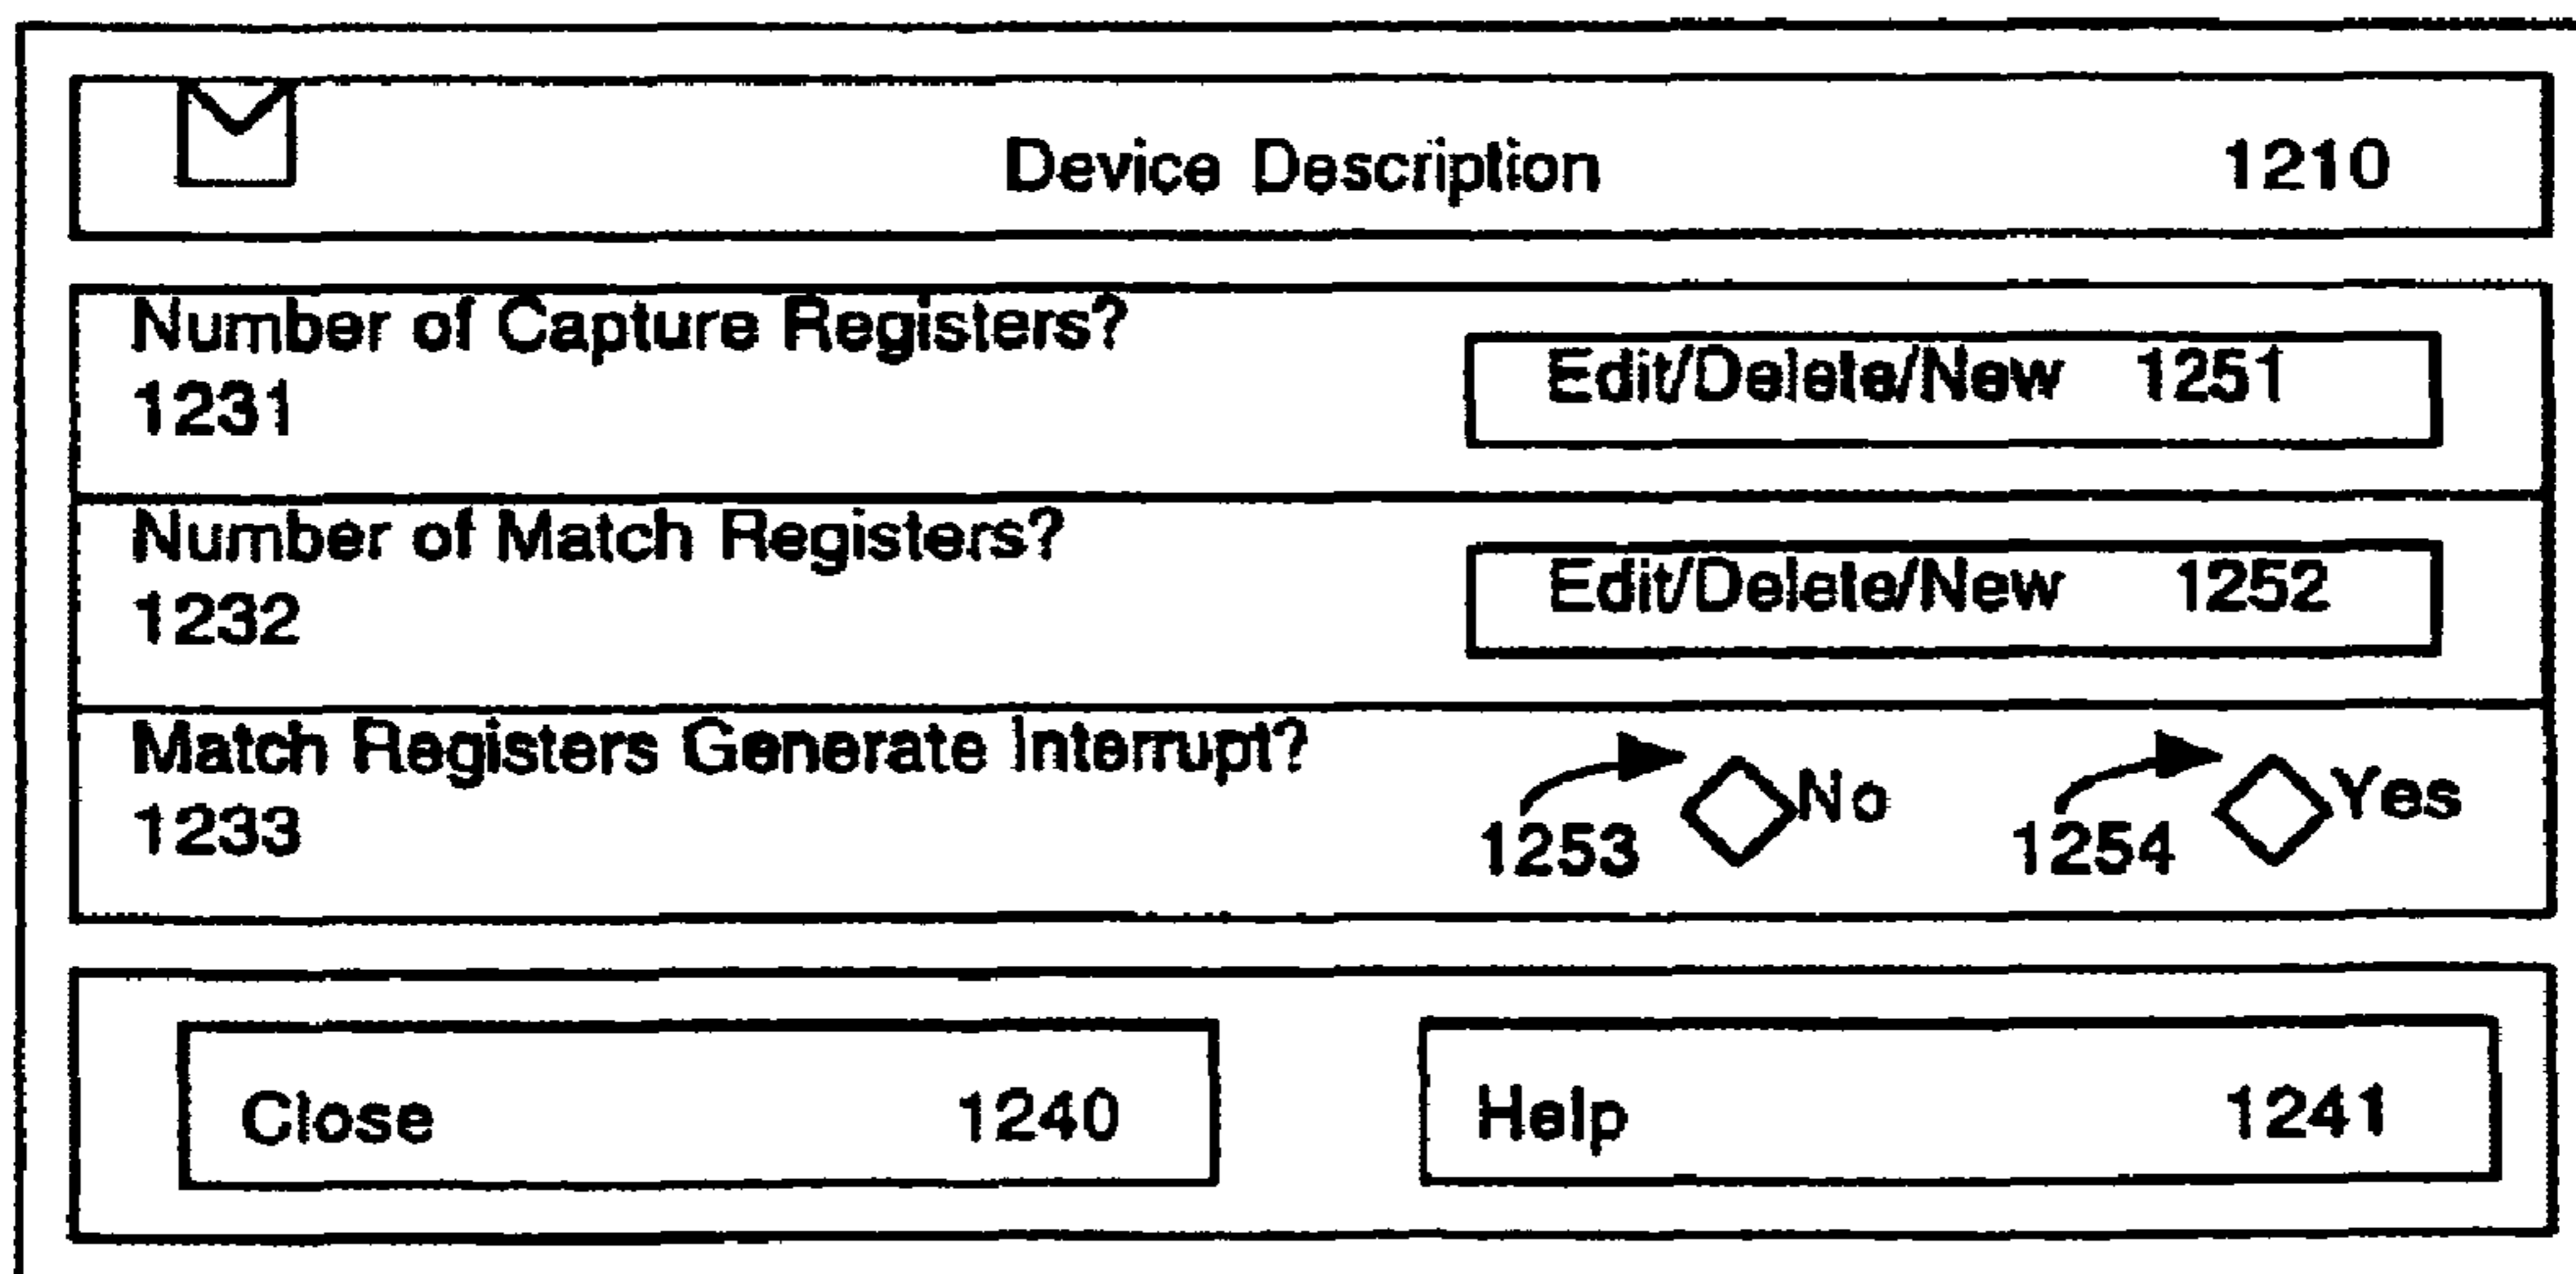 Device Description 1210
Number of Capture Registers?
1231
Edit/Delete/New 1251
Number of Match Registers?
1232
Edit/Delete/New 1252
Match Registers Generate Interrupt?
1233
1253 No 1254 Yes
Close 1240 Help 1241